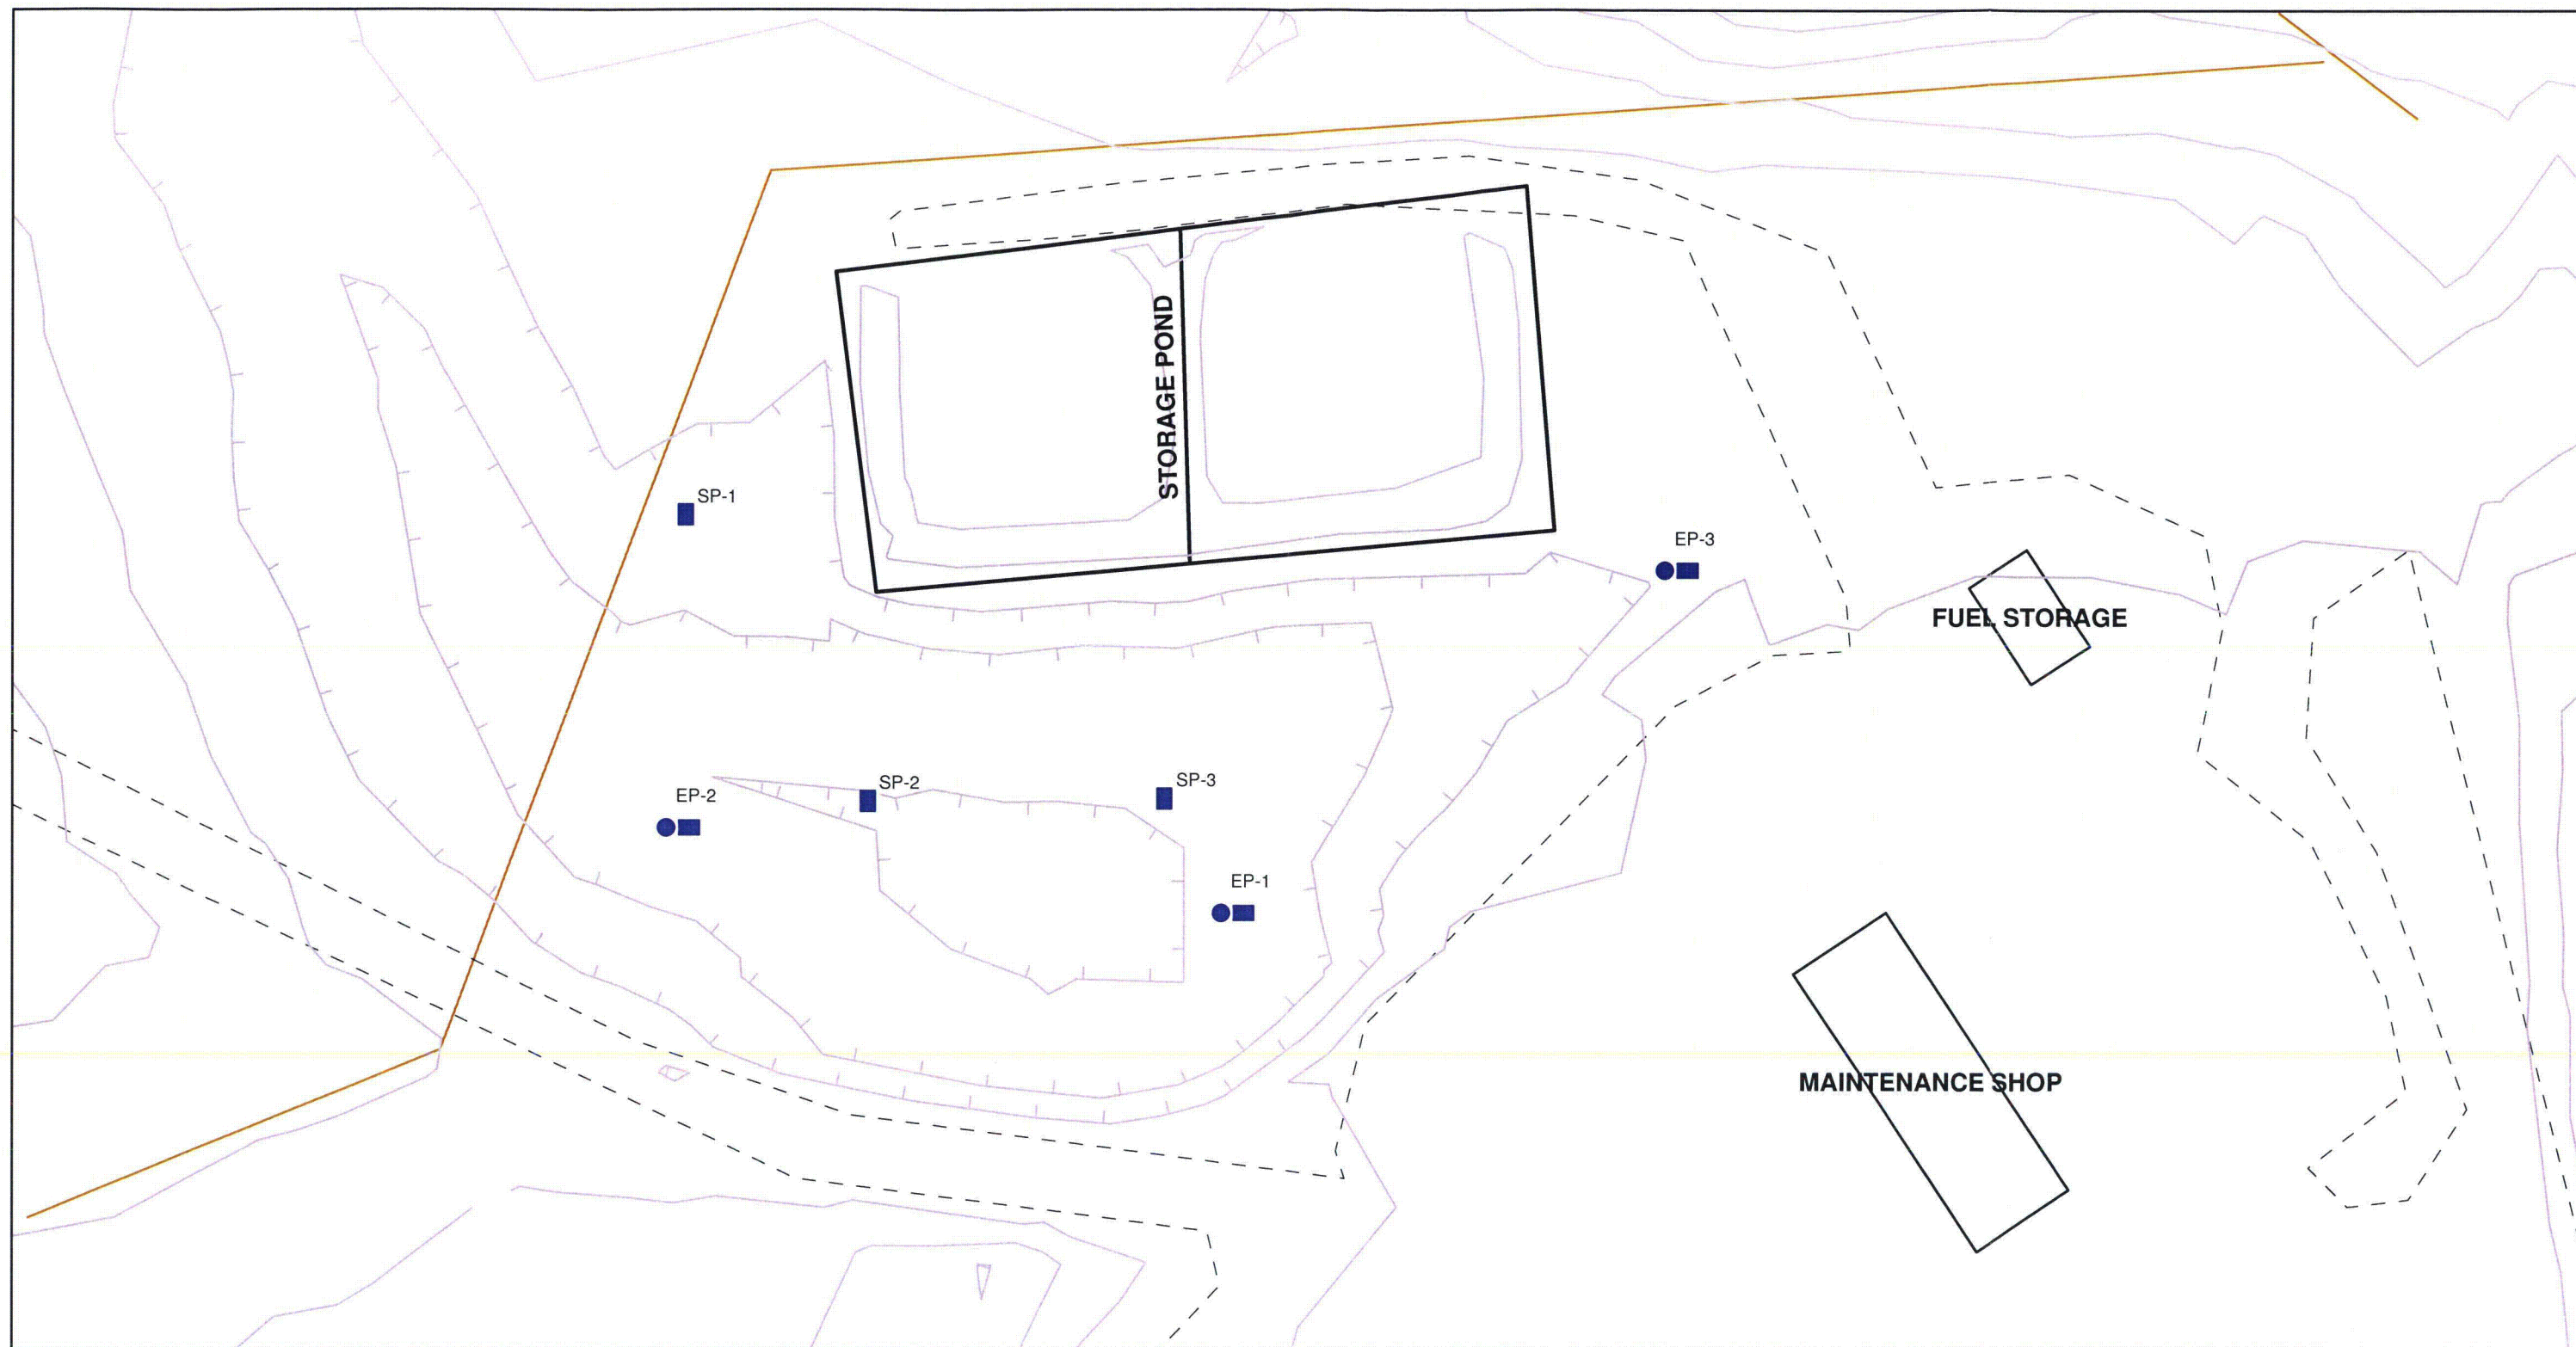 STORAGE POND
SP-1
EP-3
FUEL STORAGE
SP-2
SP-3
EP-2
EP-1
MAINTENANCE SHOP